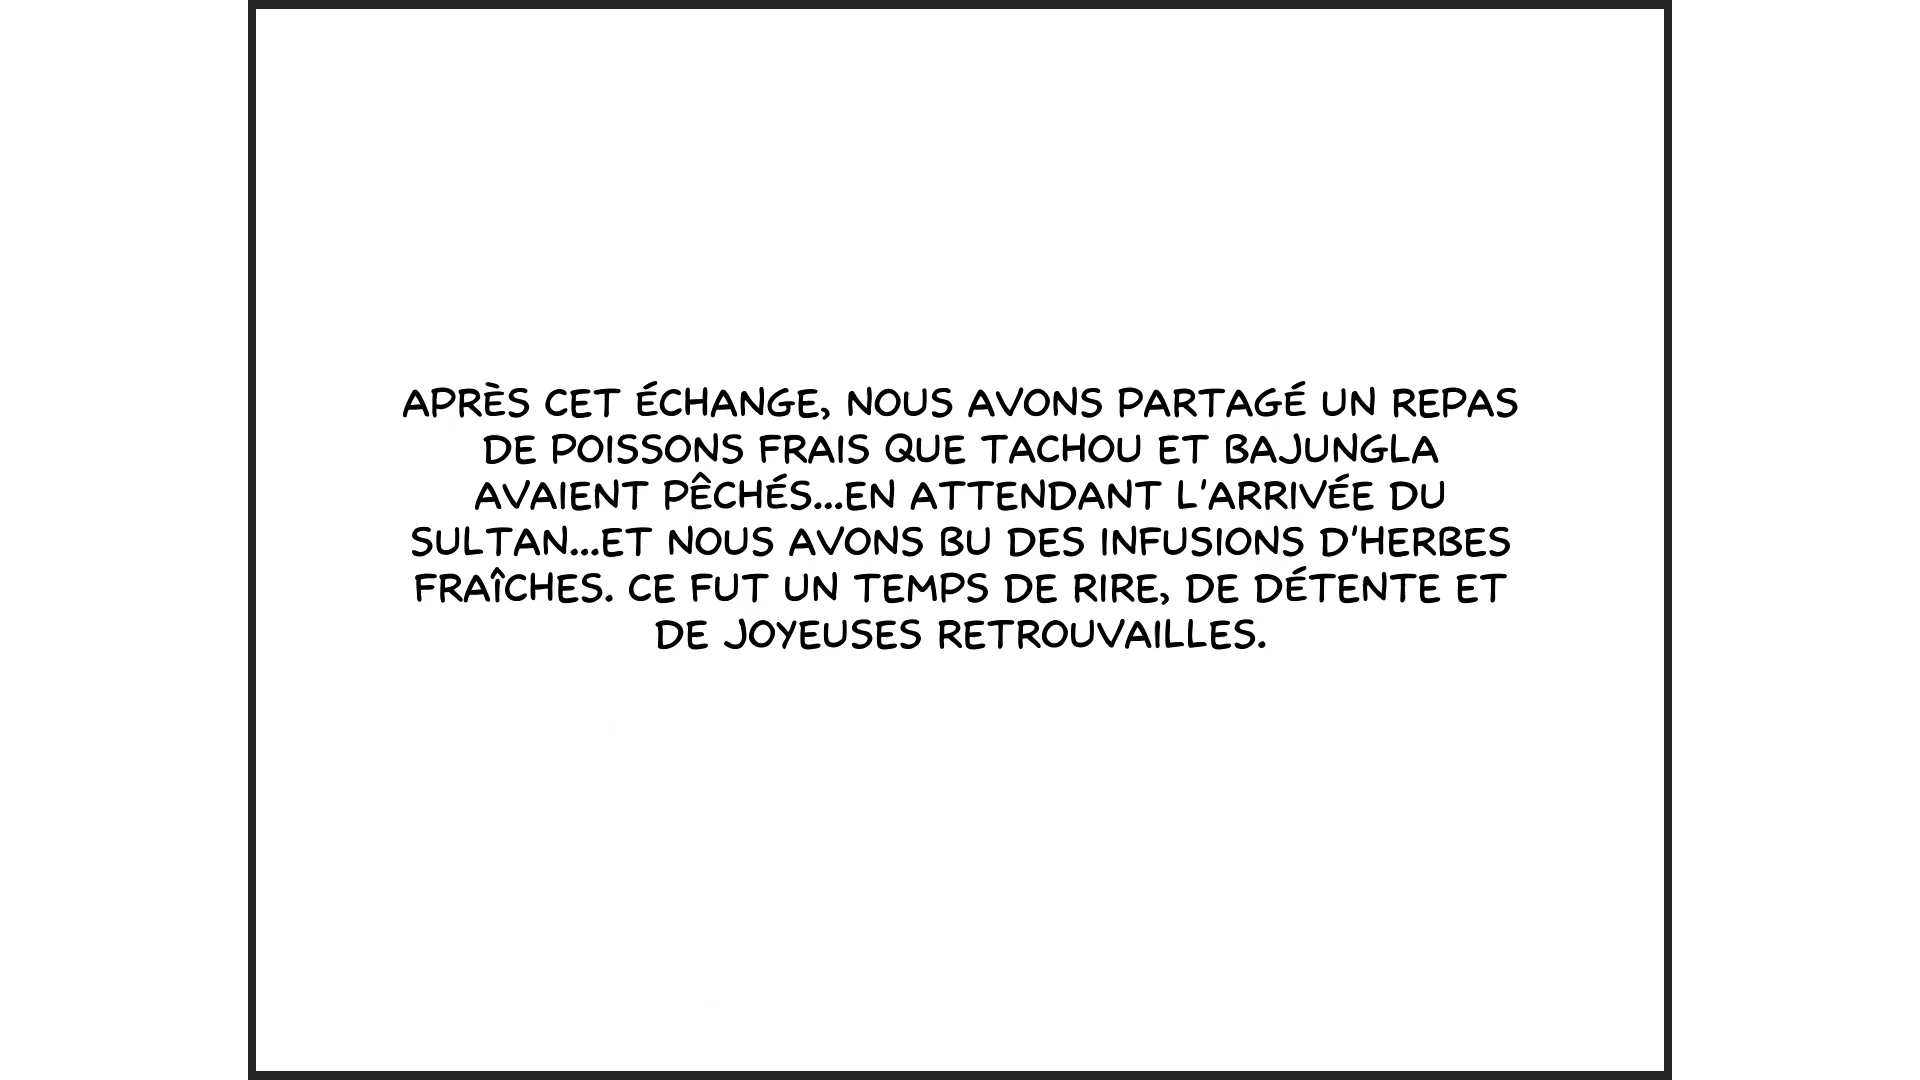 APRÈS CET ÉCHANGE, NOUS AVONS PARTAGÉ UN REPAS
DE POISSONS FRAIS QUE TACHOU ET BAJUNGLA
AVAIENT PÊCHÉS...EN ATTENDANT L'ARRIVÉE DU
SULTAN...ET NOUS AVONS BU DES INFUSIONS D'HERBES
FRAÎCHES. CE FUT UN TEMPS DE RIRE, DE DÉTENTE ET
DE JOYEUSES RETROUVAILLES.